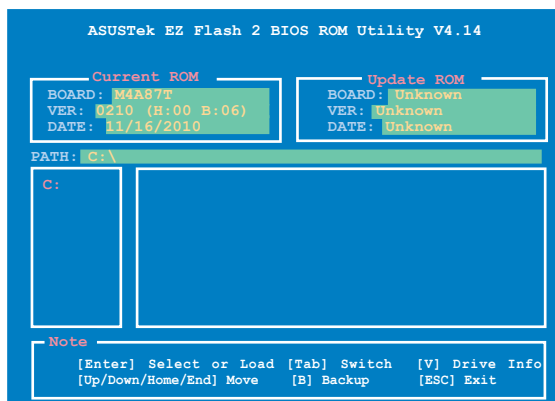 ASUSTek EZ Flash 2 BIOS ROM Utility V4.14
Current ROM
BOARD: M4A87T
VER: 0210 (H:00 B:06)
DATE: 11/16/2010
Update ROM
BOARD: Unknown
VER: Unknown
DATE: Unknown
PATH: C:\
C:
Note
[Enter] Select or Load [Tab] Switch [V] Drive Info
[Up/Down/Home/End] Move [B] Backup [ESC] Exit